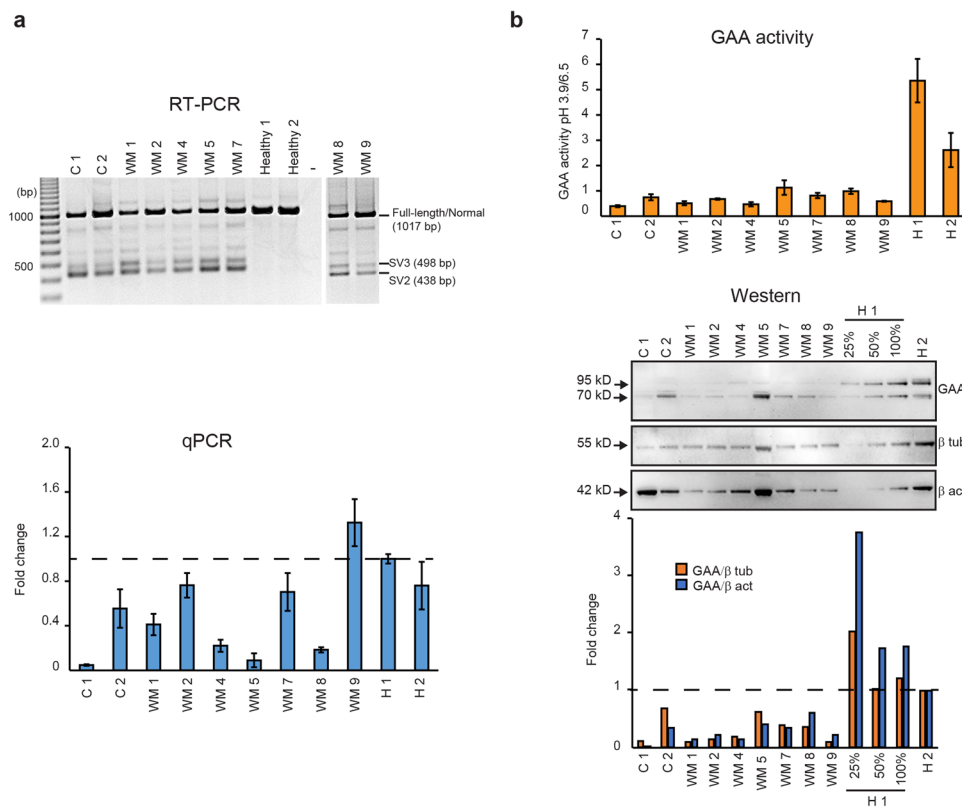 a
RT-PCR
C 1
C 2
WM 1
WM 2
WM 4
WM 5
WM 7
Healthy 1
Healthy 2
-
WM 8
WM 9
(bp)
1000
500
Full-length/Normal
(1017 bp)
SV3 (498 bp)
SV2 (438 bp)
qPCR
Fold change
2.0
1.6
1.2
0.8
0.4
0
C 1
C 2
WM 1
WM 2
WM 4
WM 5
WM 7
WM 8
WM 9
H 1
H 2
b
GAA activity
GAA activity pH 3.9/6.5
7
6
5
4
3
2
1
0
C 1
C 2
WM 1
WM 2
WM 4
WM 5
WM 7
WM 8
WM 9
H 1
H 2
Western
H 1
C 1
C 2
WM 1
WM 2
WM 4
WM 5
WM 7
WM 8
WM 9
25%
50%
100%
H 2
95 kD
70 kD
GAA
55 kD
β tub
42 kD
β act
Fold change
4
3
2
1
0
GAA/β tub
GAA/β act
C 1
C 2
WM 1
WM 2
WM 4
WM 5
WM 7
WM 8
WM 9
25%
50%
100%
H 2
H 1